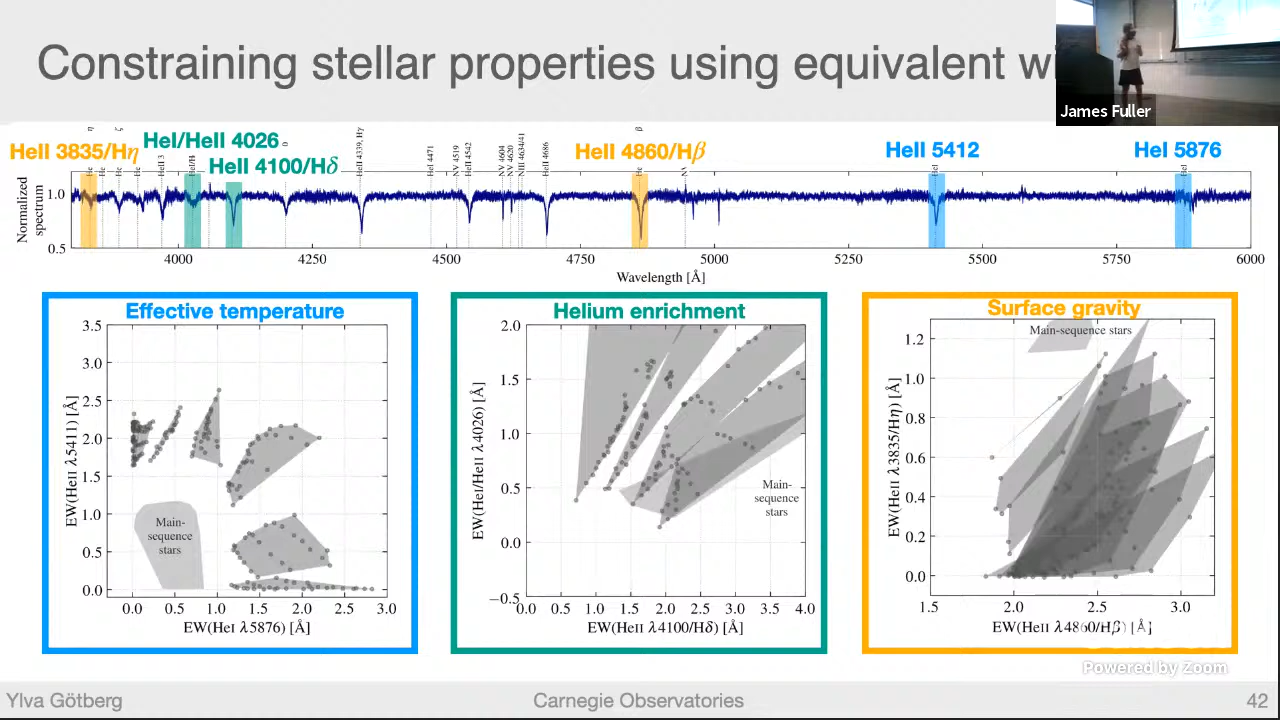 Constraining stellar properties using equivalent wi
James Fuller
HeII 3835/Hη
HeI/HeII 4026
HeII 4100/Hδ
HeII 4860/Hβ
HeII 5412
HeI 5876
HeII 4339, Hγ
HeI 4471
NV 4519
HeII 4542
NV 4604
NV 4620
NIII 4634/41
HeII 4686
Normalized
spectrum
1.0
0.5
4000
4250
4500
4750
5000
5250
5500
5750
6000
Wavelength [Å]
Effective temperature
3.5
3.0
2.5
2.0
1.5
1.0
0.5
0.0
EW(HeII λ5411) [Å]
Main-
sequence
stars
0.0
0.5
1.0
1.5
2.0
2.5
3.0
EW(HeI λ5876) [Å]
Helium enrichment
2.0
1.5
1.0
0.5
0.0
−0.5
EW(HeI/HeII λ4026) [Å]
Main-
sequence
stars
0.0
0.5
1.0
1.5
2.0
2.5
3.0
3.5
4.0
EW(HeII λ4100/Hδ) [Å]
Surface gravity
Main-sequence stars
1.2
1.0
0.8
0.6
0.4
0.2
0.0
EW(HeII λ3835/Hη) [Å]
1.5
2.0
2.5
3.0
EW(HeII λ4860/Hβ) [Å]
Powered by Zoom
Ylva Götberg
Carnegie Observatories
42